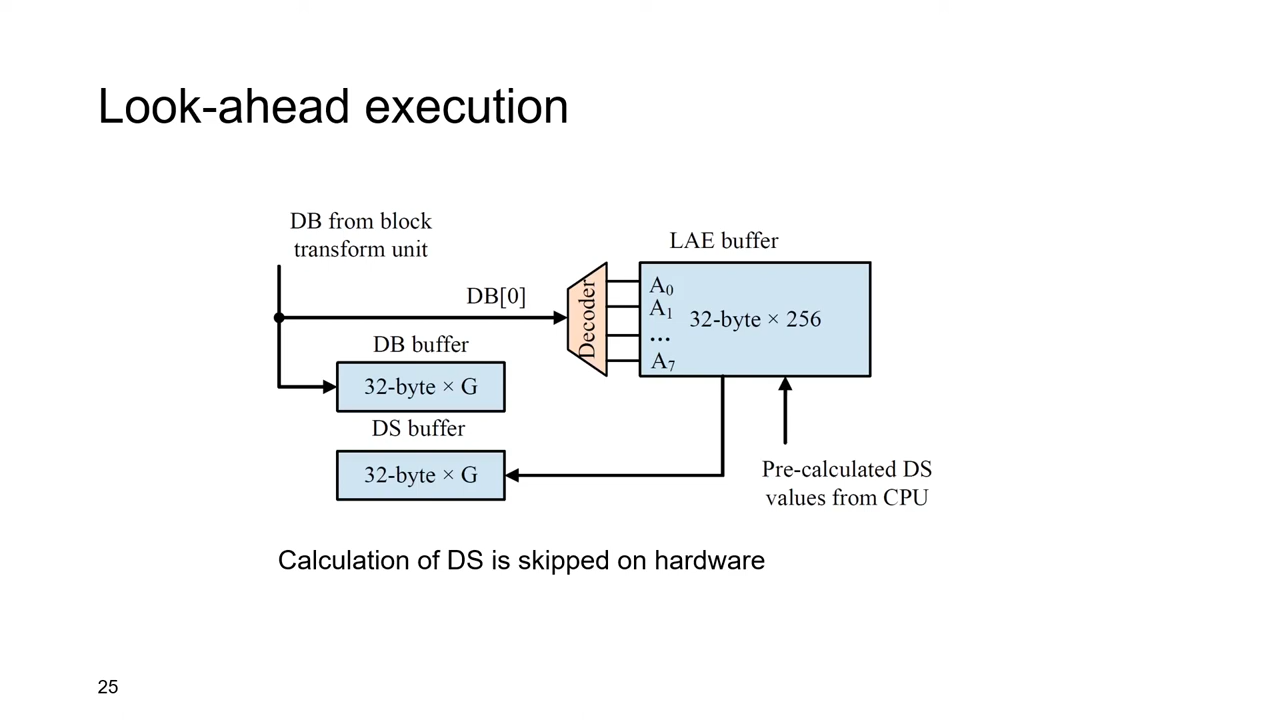 Look-ahead execution
DB from block
transform unit
LAE buffer
DB[0]
Decoder
A0
A1
...
A7
32-byte × 256
DB buffer
32-byte × G
DS buffer
32-byte × G
Pre-calculated DS
values from CPU
Calculation of DS is skipped on hardware
25